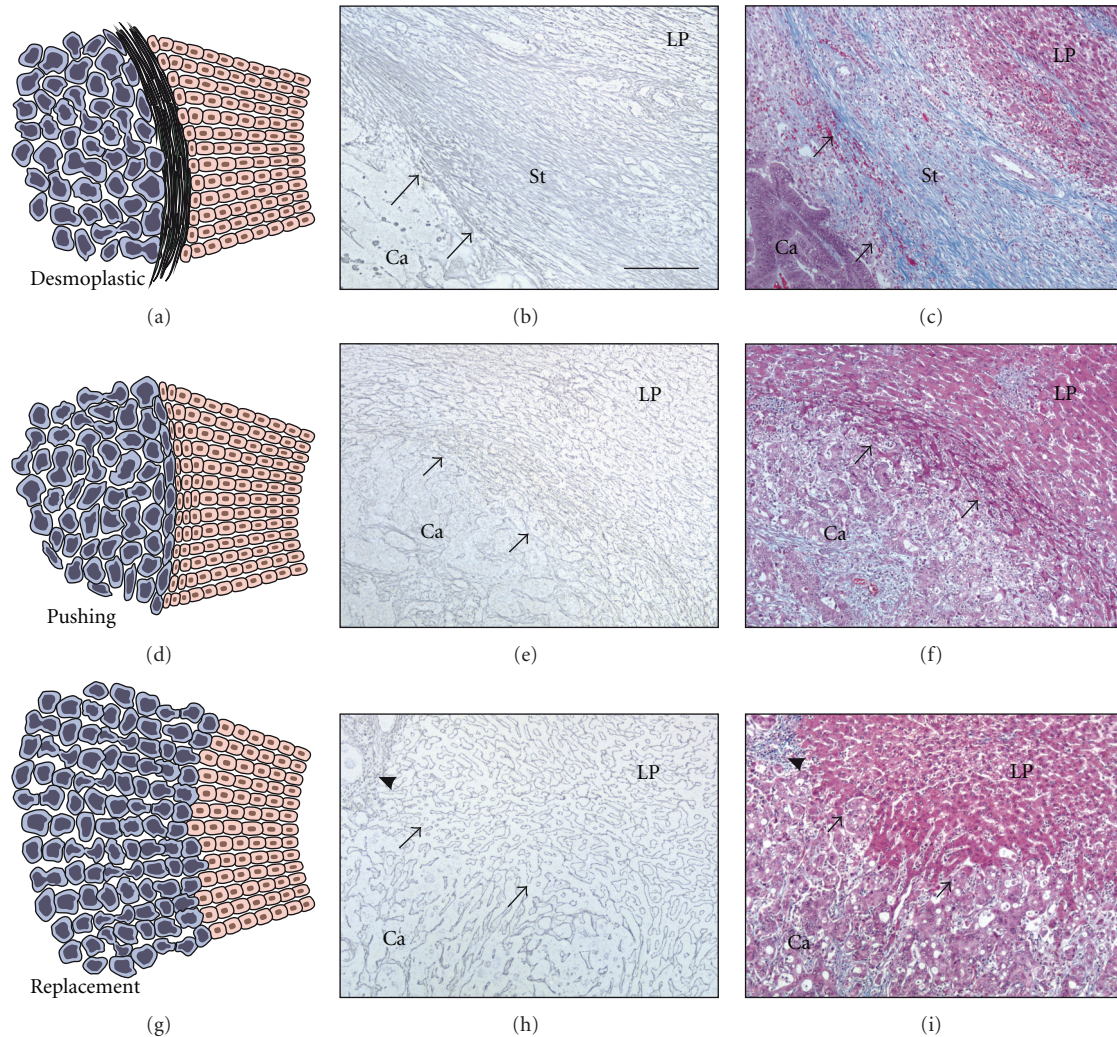 LP
St
Ca
LP
St
Ca
Desmoplastic
(a)
(b)
(c)
LP
Ca
LP
Ca
Pushing
(d)
(e)
(f)
LP
Ca
LP
Ca
Replacement
(g)
(h)
(i)